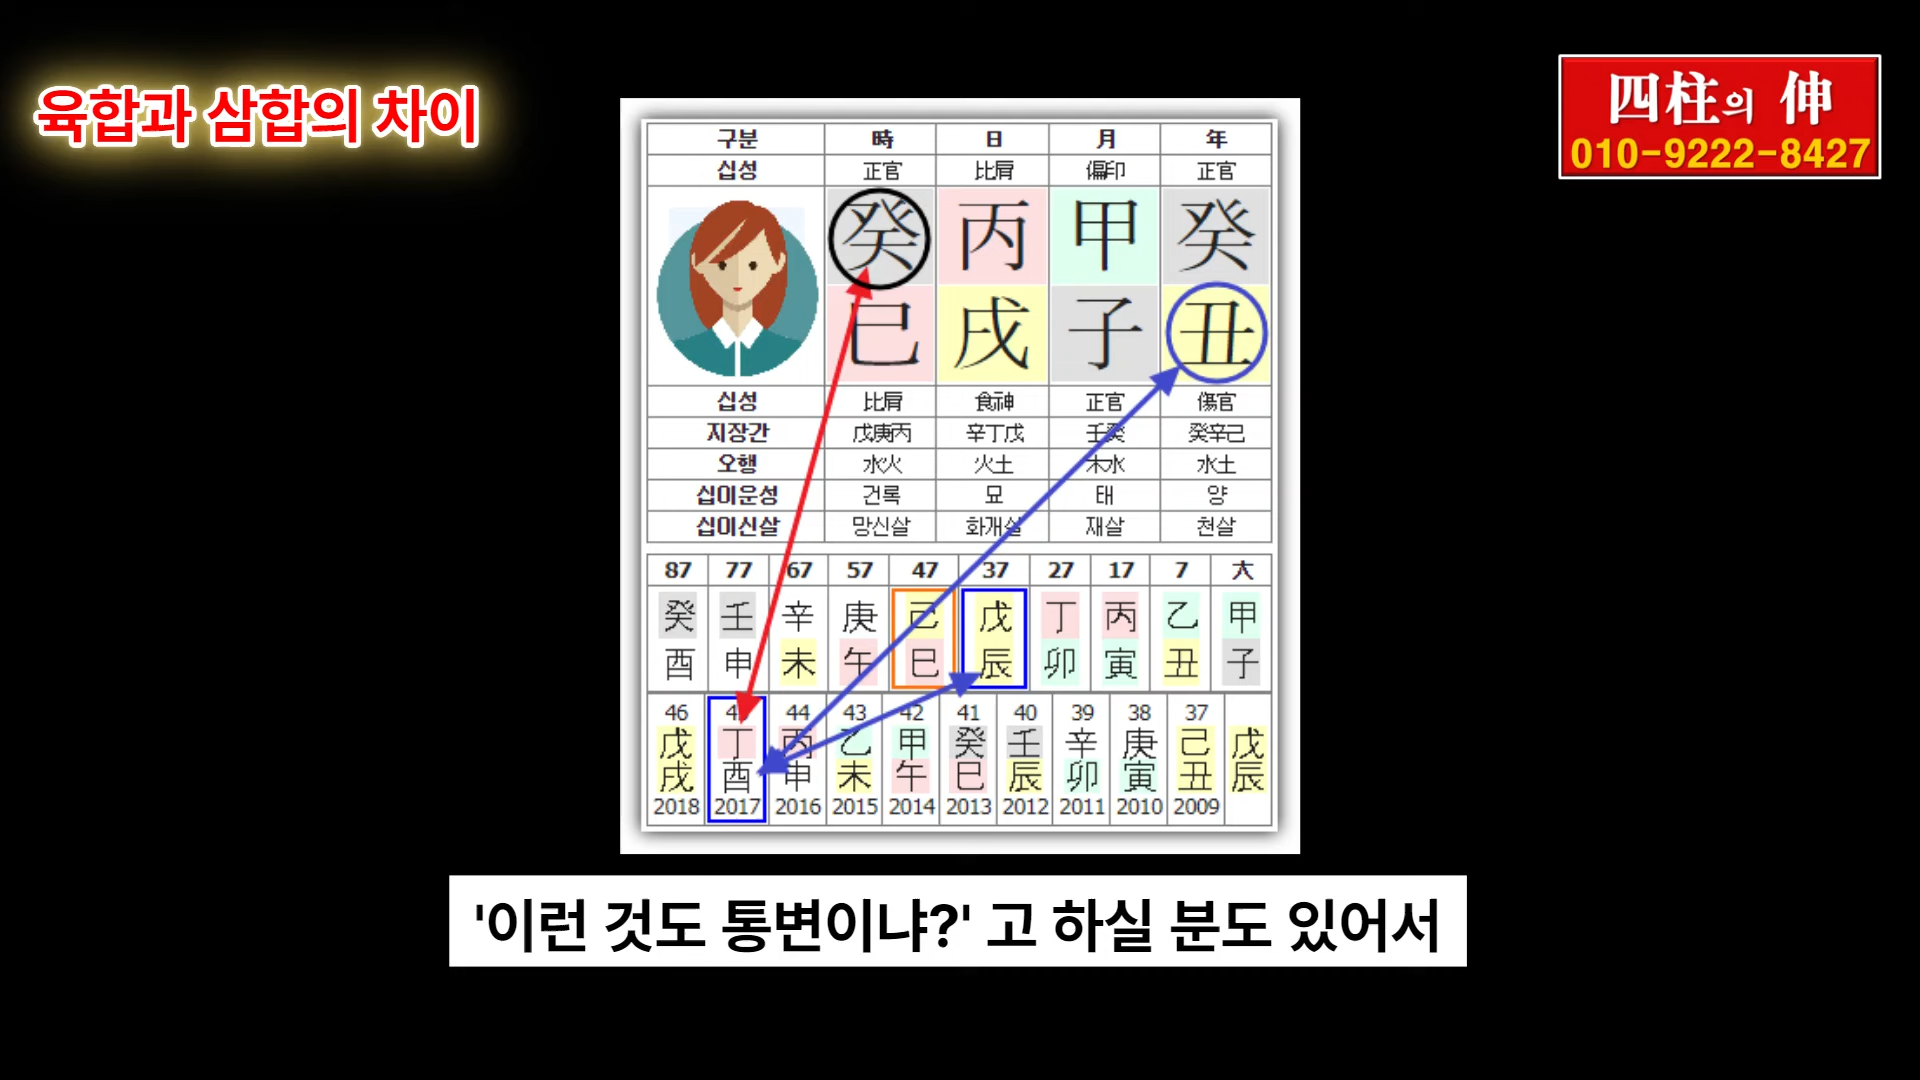 육합과 삼합의 차이
四柱의 伸
010-9222-8427
구분 時 日 月 年
십성 正官 比肩 偏印 正官
癸 丙 甲 癸
巳 戌 子 丑
십성 比肩 食神 正官 傷官
지장간 戊庚丙 辛丁戊 壬癸 癸辛己
오행 水火 火土 木水 水土
십이운성 건록 묘 태 양
십이신살 망신살 화개살 재살 천살
87 77 67 57 47 37 27 17 7 大
癸 壬 辛 庚 己 戊 丁 丙 乙 甲
酉 申 未 午 巳 辰 卯 寅 丑 子
46 45 44 43 42 41 40 39 38 37
戊 丁 丙 乙 甲 癸 壬 辛 庚 己 戊
戌 酉 申 未 午 巳 辰 卯 寅 丑 辰
2018 2017 2016 2015 2014 2013 2012 2011 2010 2009
'이런 것도 통변이냐?' 고 하실 분도 있어서